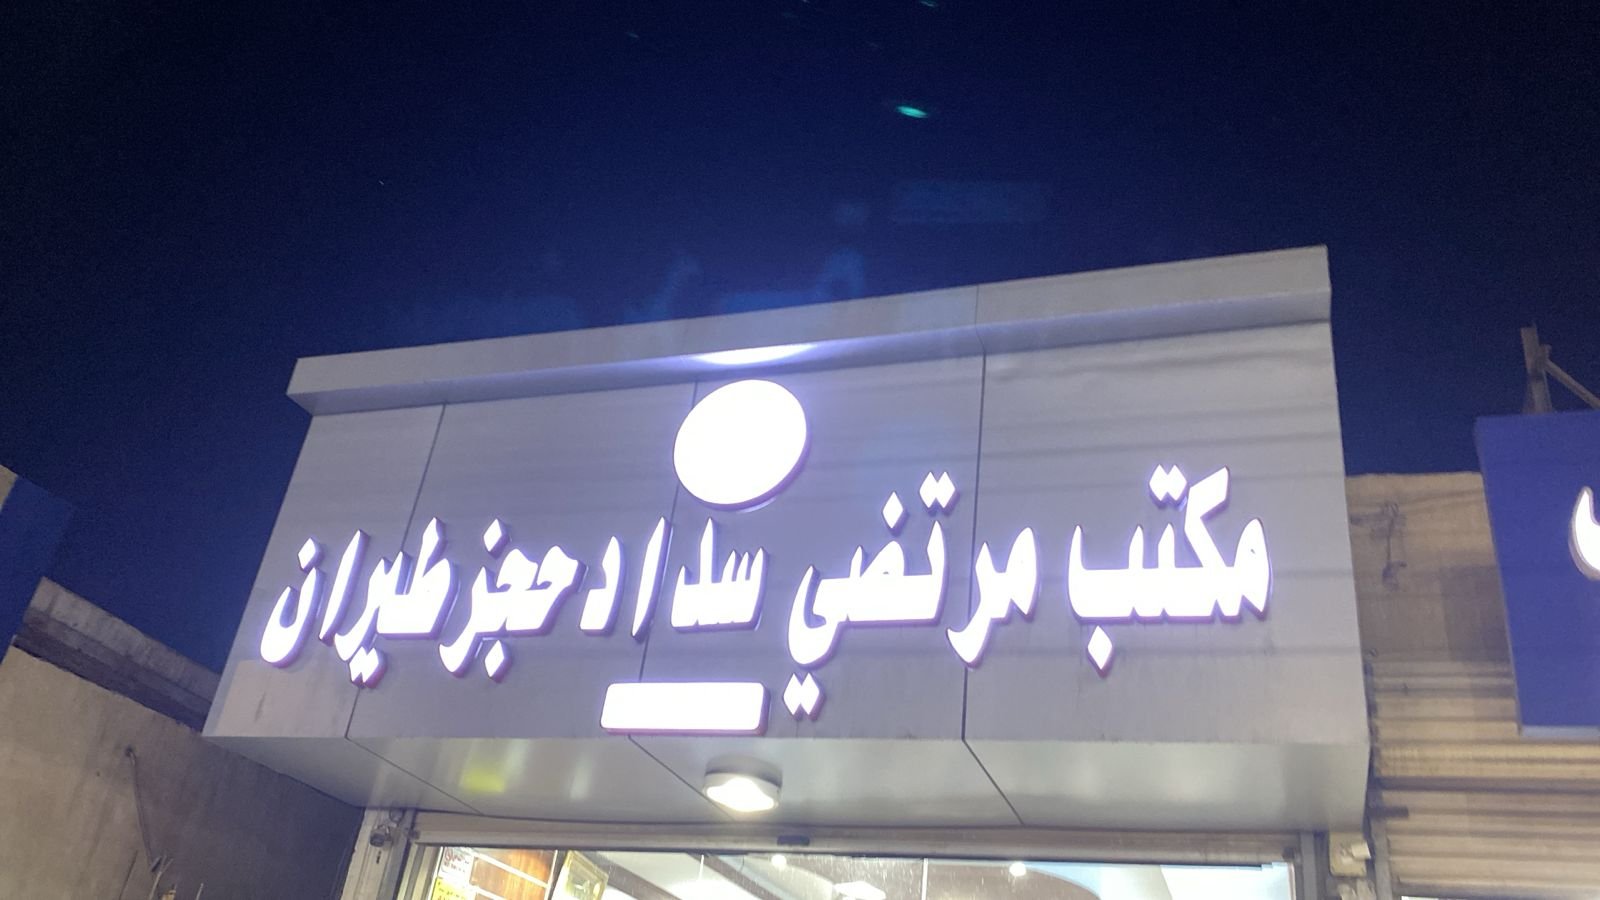 مكتب مرتضي سداد حجز طيران